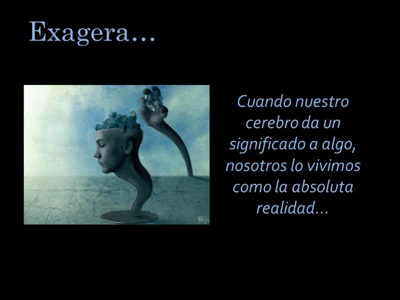 Exagera...
Cuando nuestro
cerebro da un
significado a algo,
nosotros lo vivimos
como la absoluta
realidad...